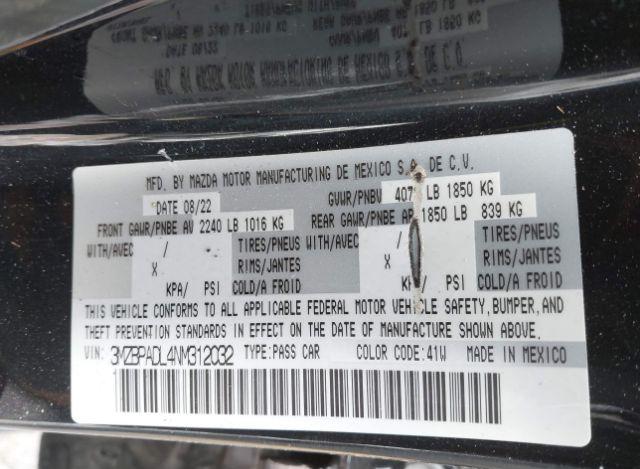 MFD. BY MAZDA MOTOR MANUFACTURING DE MEXICO S.A. DE C.V.
DATE 08/22 GVWR/PNBV 407 LB 1850 KG
FRONT GAWR/PNBE AV 2240 LB 1016 KG REAR GAWR/PNBE AR 1850 LB 839 KG
WITH/AVEC / TIRES/PNEUS WITH/AVEC / TIRES/PNEUS
X RIMS/JANTES X RIMS/JANTES
KPA/ PSI COLD/A FROID KPA/ PSI COLD/A FROID
THIS VEHICLE CONFORMS TO ALL APPLICABLE FEDERAL MOTOR VEHICLE SAFETY, BUMPER, AND
THEFT PREVENTION STANDARDS IN EFFECT ON THE DATE OF MANUFACTURE SHOWN ABOVE.
VIN: 3MZBPADL4NM312032 TYPE:PASS CAR COLOR CODE:41W MADE IN MEXICO